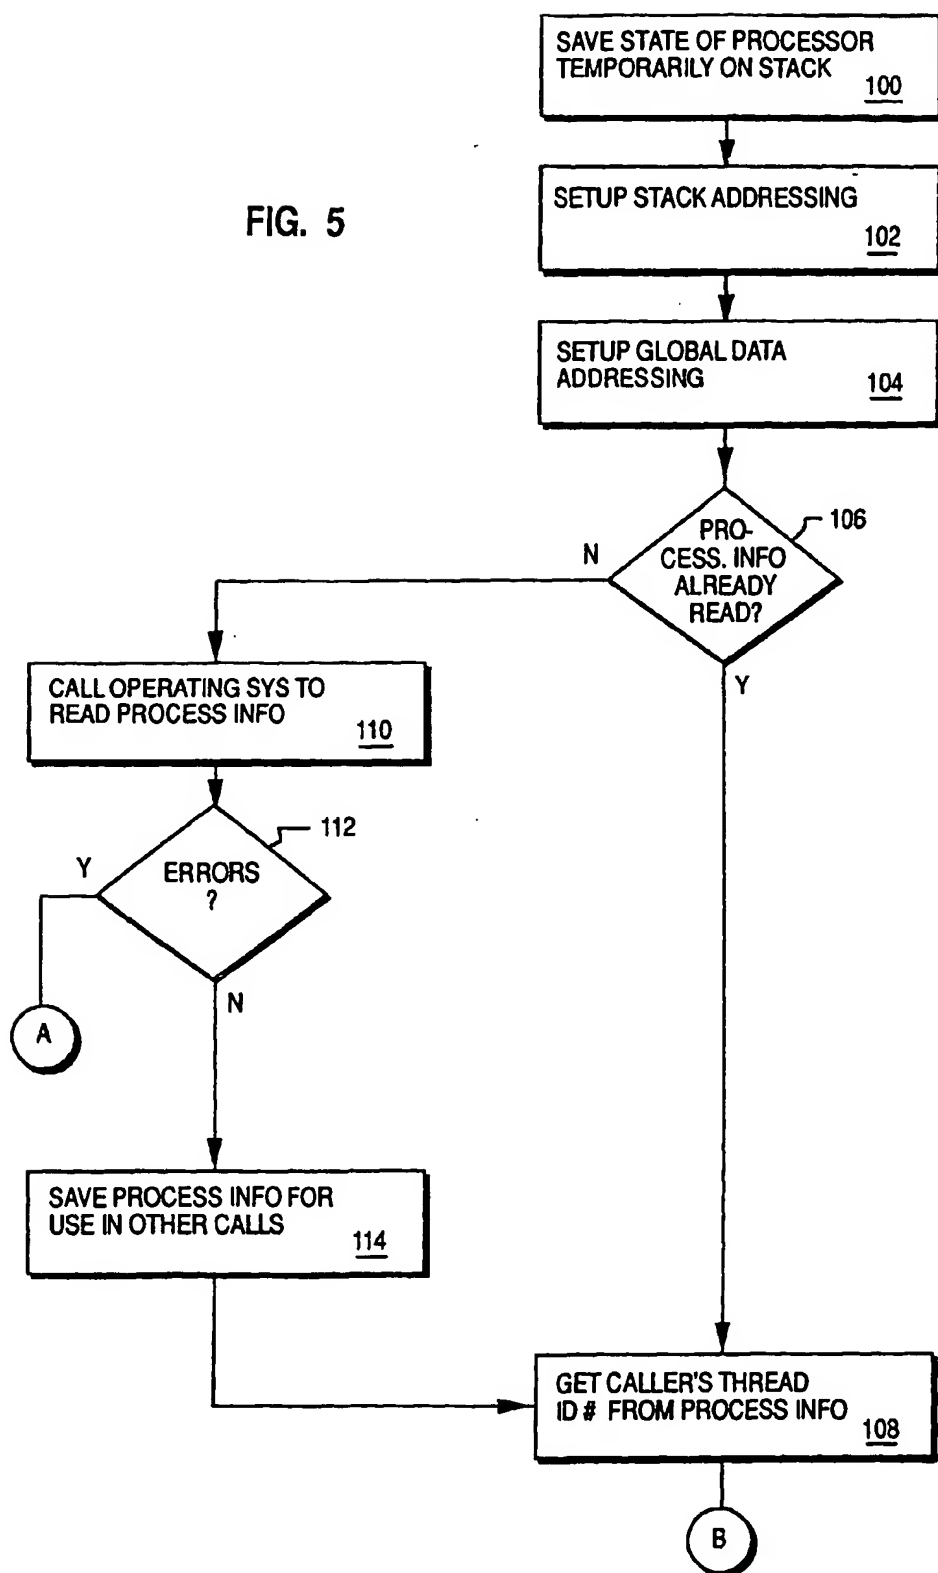 SAVE STATE OF PROCESSOR
TEMPORARILY ON STACK
100
SETUP STACK ADDRESSING
102
FIG. 5
SETUP GLOBAL DATA
ADDRESSING
104
PRO-
CESS. INFO
ALREADY
READ?
106
N
Y
CALL OPERATING SYS TO
READ PROCESS INFO
110
ERRORS
?
112
Y
N
A
SAVE PROCESS INFO FOR
USE IN OTHER CALLS
114
GET CALLER'S THREAD
ID # FROM PROCESS INFO
108
B